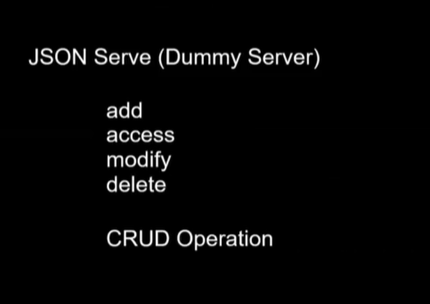 JSON Serve (Dummy Server)
add
access
modify
delete
CRUD Operation